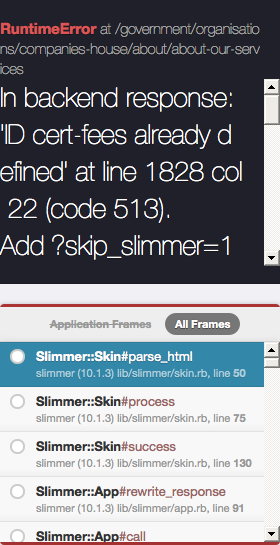 RuntimeError at /government/organisatio
ns/companies-house/about/about-our-serv
ices
In backend response:
'ID cert-fees already d
efined' at line 1828 col
22 (code 513).
Add ?skip_slimmer=1
Application Frames All Frames
Slimmer::Skin#parse_html
slimmer (10.1.3) lib/slimmer/skin.rb, line 50
Slimmer::Skin#process
slimmer (10.1.3) lib/slimmer/skin.rb, line 75
Slimmer::Skin#success
slimmer (10.1.3) lib/slimmer/skin.rb, line 130
Slimmer::App#rewrite_response
slimmer (10.1.3) lib/slimmer/app.rb, line 91
Slimmer::App#call